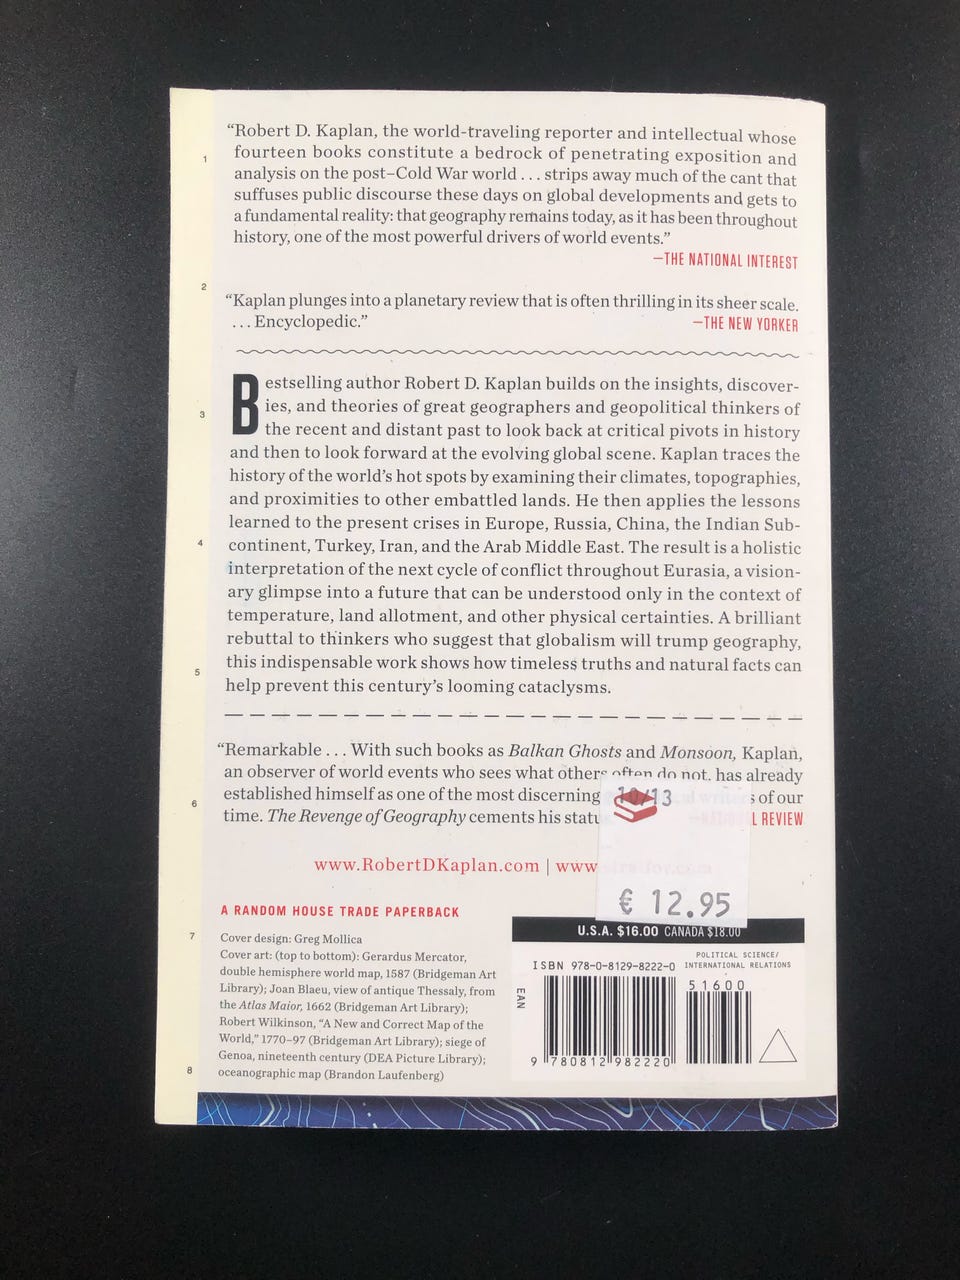 “Robert D. Kaplan, the world-traveling reporter and intellectual whose
1
fourteen books constitute a bedrock of penetrating exposition and
analysis on the post–Cold War world . . . strips away much of the cant that
suffuses public discourse these days on global developments and gets to
a fundamental reality: that geography remains today, as it has been throughout
history, one of the most powerful drivers of world events.”
—THE NATIONAL INTEREST
2
“Kaplan plunges into a planetary review that is often thrilling in its sheer scale.
. . . Encyclopedic.” —THE NEW YORKER
Bestselling author Robert D. Kaplan builds on the insights, discover-
3
ies, and theories of great geographers and geopolitical thinkers of
the recent and distant past to look back at critical pivots in history
and then to look forward at the evolving global scene. Kaplan traces the
history of the world’s hot spots by examining their climates, topographies,
and proximities to other embattled lands. He then applies the lessons
learned to the present crises in Europe, Russia, China, the Indian Sub-
4
continent, Turkey, Iran, and the Arab Middle East. The result is a holistic
interpretation of the next cycle of conflict throughout Eurasia, a vision-
ary glimpse into a future that can be understood only in the context of
temperature, land allotment, and other physical certainties. A brilliant
rebuttal to thinkers who suggest that globalism will trump geography,
this indispensable work shows how timeless truths and natural facts can
5
help prevent this century’s looming cataclysms.
“Remarkable . . . With such books as Balkan Ghosts and Monsoon, Kaplan,
an observer of world events who sees what others often do not, has already
6
established himself as one of the most discerning writers of our
time. The Revenge of Geography cements his —NATIONAL REVIEW
10/13
€ 12.95
www.RobertDKaplan.com | www.stratfor.com
A RANDOM HOUSE TRADE PAPERBACK
7
Cover design: Greg Mollica
Cover art: (top to bottom): Gerardus Mercator,
double hemisphere world map, 1587 (Bridgeman Art
Library); Joan Blaeu, view of antique Thessaly, from
the Atlas Maior, 1662 (Bridgeman Art Library);
Robert Wilkinson, “A New and Correct Map of the
World,” 1770–97 (Bridgeman Art Library); siege of
Genoa, nineteenth century (DEA Picture Library);
8
oceanographic map (Brandon Laufenberg)
U.S.A. $16.00 CANADA $18.00
POLITICAL SCIENCE/
INTERNATIONAL RELATIONS
ISBN 978-0-8129-8222-0
51600
EAN
9 780812 982220